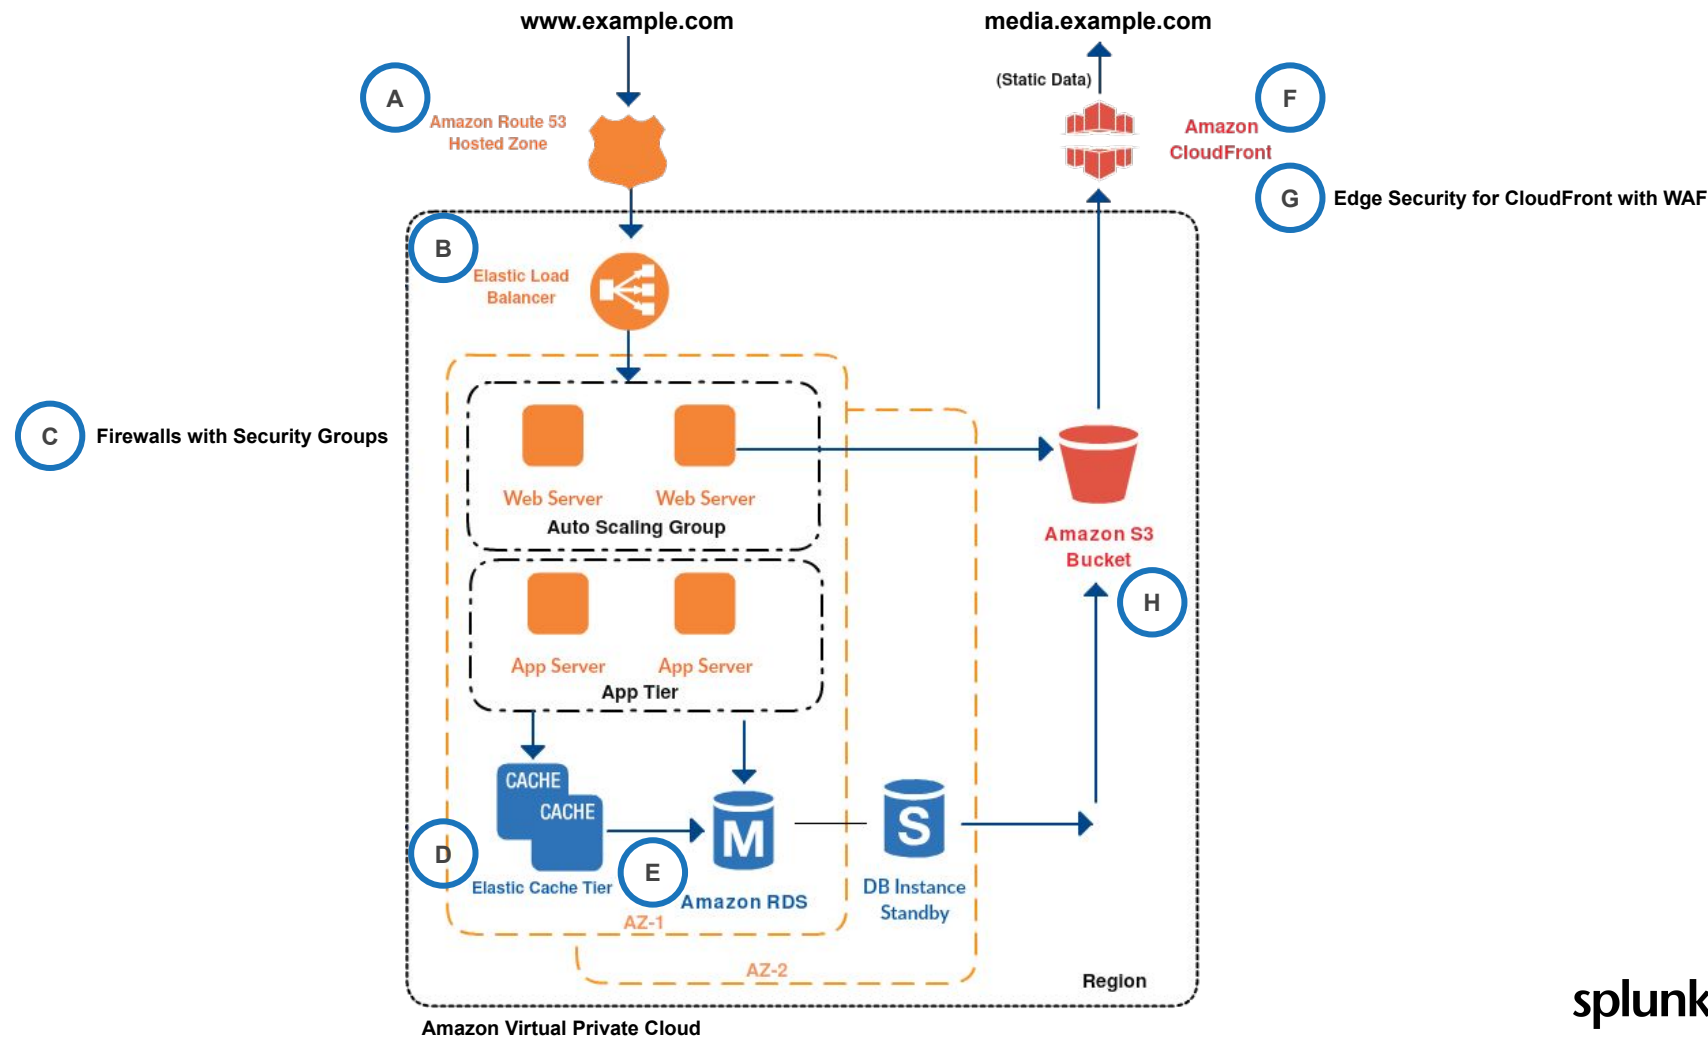 www.example.com
media.example.com
(Static Data)
A
F
Amazon Route 53
Hosted Zone
Amazon
CloudFront
G
Edge Security for CloudFront with WAF
B
Elastic Load
Balancer
C
Firewalls with Security Groups
Web Server
Web Server
Auto Scaling Group
Amazon S3
Bucket
H
App Server
App Server
App Tier
CACHE
CACHE
M
S
D
E
Elastic Cache Tier
Amazon RDS
DB Instance
Standby
AZ-1
AZ-2
Region
Amazon Virtual Private Cloud
splunk